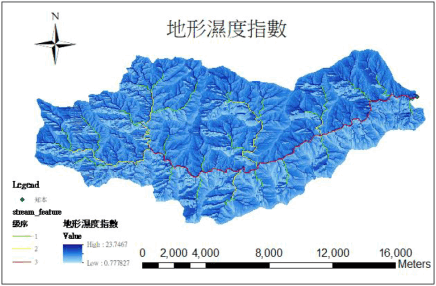 N
地形濕度指數
Legend
stream_feature
級序
1
2
3
地形濕度指數
Value
High : 23.7467
Low : 0.777827
0 2,000 4,000 8,000 12,000 16,000
Meters